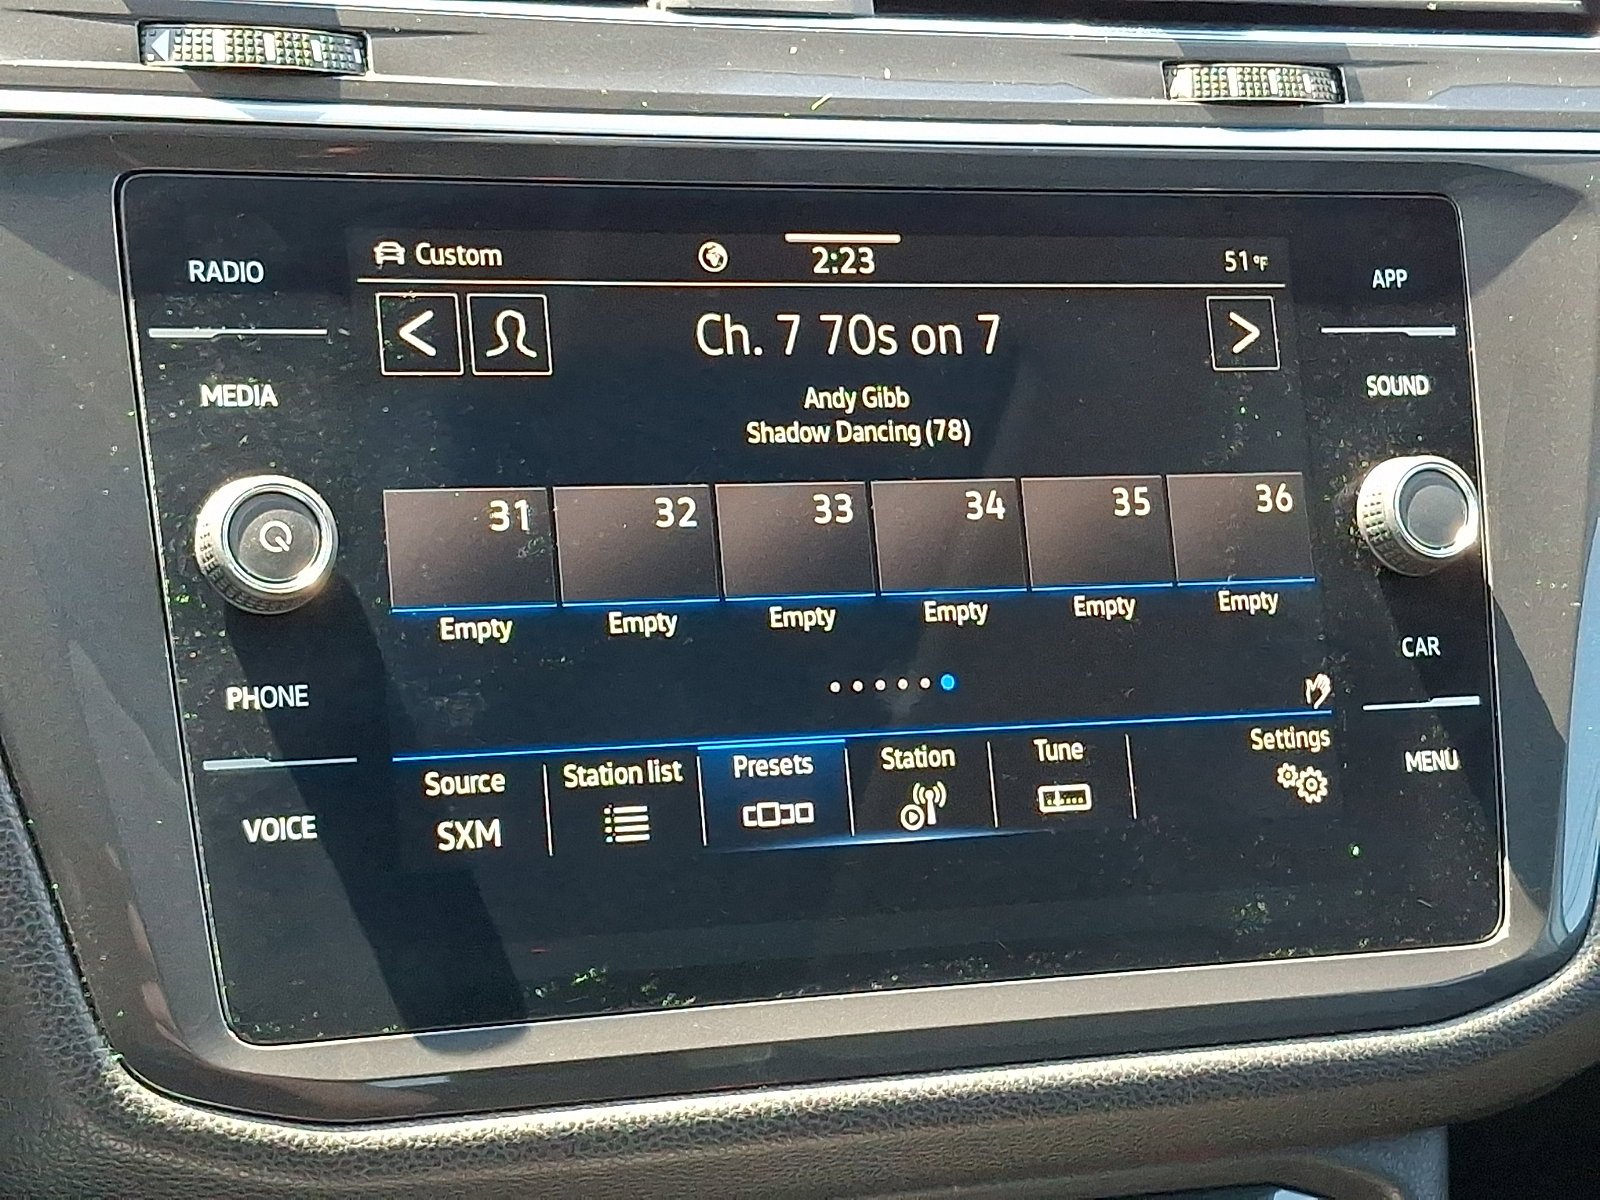 RADIO
MEDIA
PHONE
VOICE
Custom
2:23
51°F
<
>
Ch. 7 70s on 7
Andy Gibb
Shadow Dancing (78)
31 32 33 34 35 36
Empty Empty Empty Empty Empty Empty
Source Station list Presets Station Tune Settings
SXM
APP
SOUND
CAR
MENU